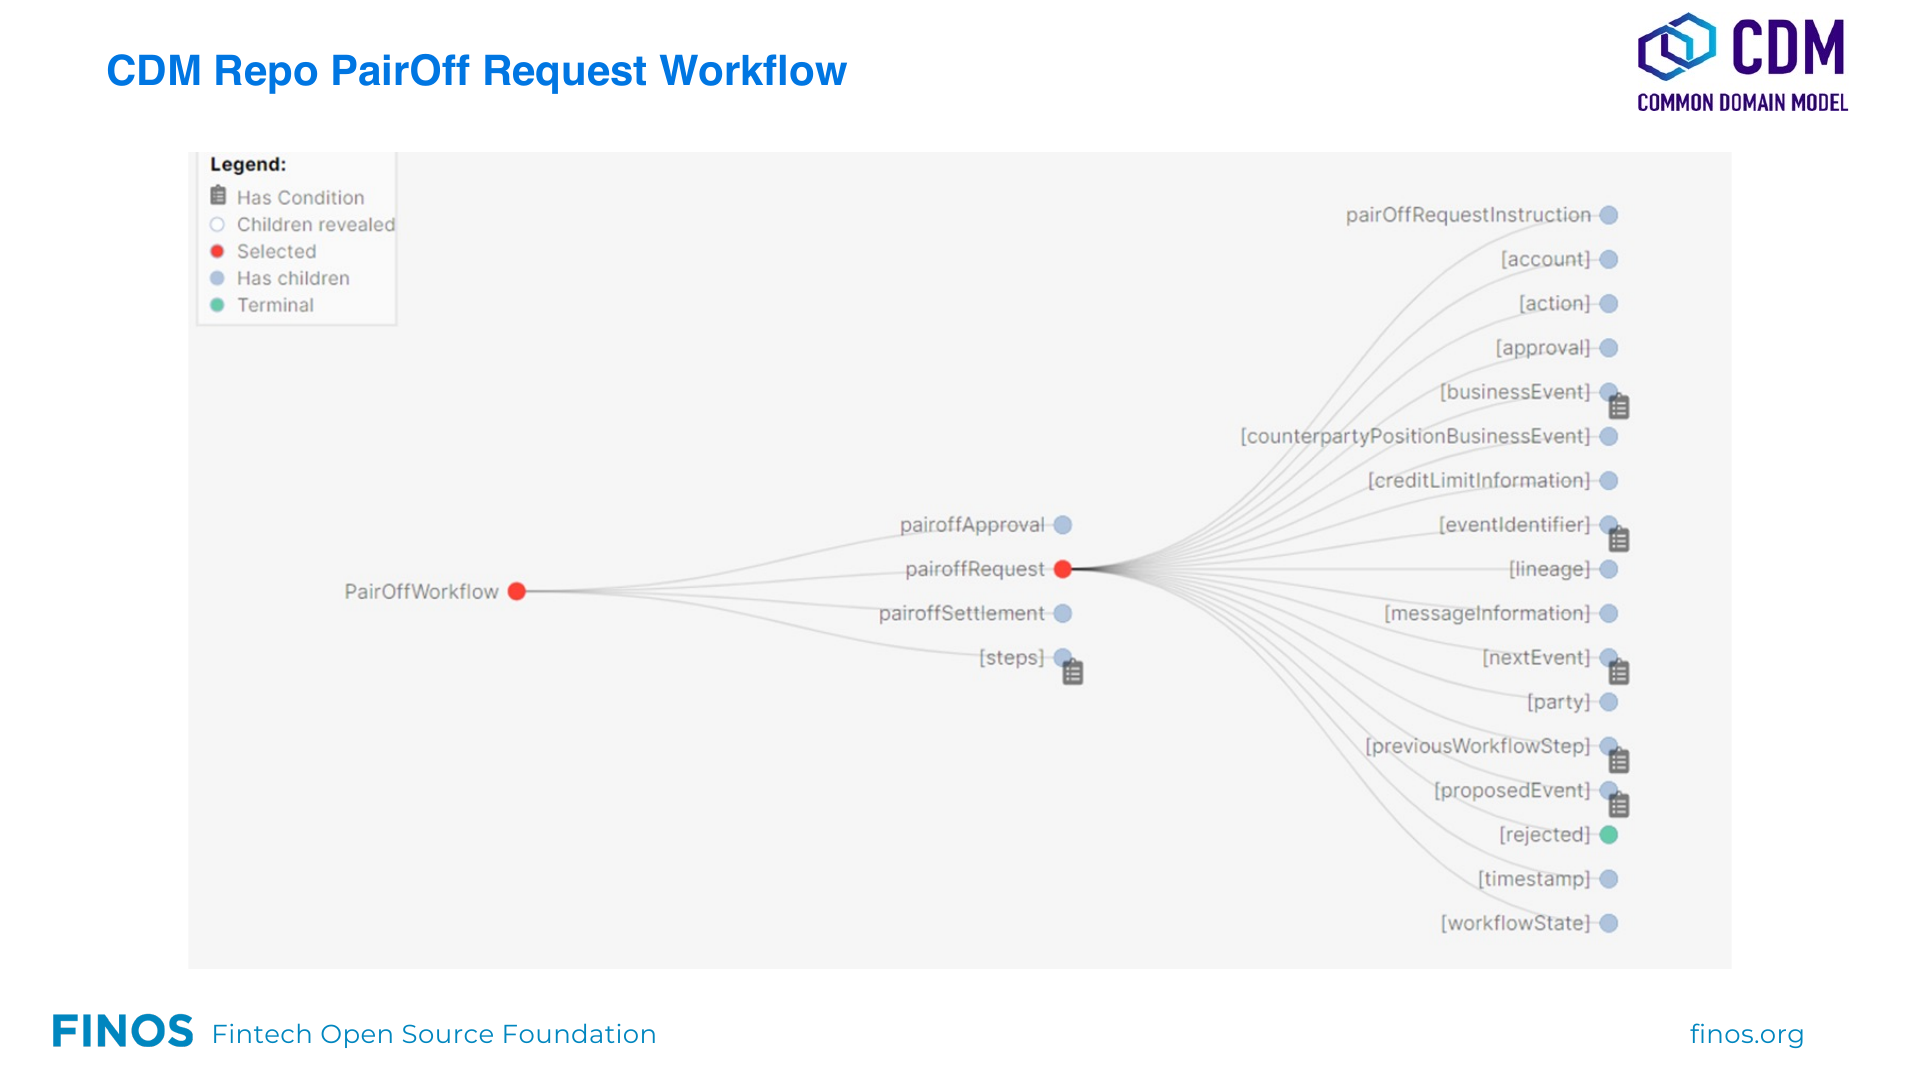 CDM Repo PairOff Request Workflow
CDM
COMMON DOMAIN MODEL
Legend:
Has Condition
Children revealed
Selected
Has children
Terminal
PairOffWorkflow
pairoffApproval
pairoffRequest
pairoffSettlement
[steps]
pairOffRequestInstruction
[account]
[action]
[approval]
[businessEvent]
[counterpartyPositionBusinessEvent]
[creditLimitInformation]
[eventIdentifier]
[lineage]
[messageInformation]
[nextEvent]
[party]
[previousWorkflowStep]
[proposedEvent]
[rejected]
[timestamp]
[workflowState]
FINOS Fintech Open Source Foundation
finos.org